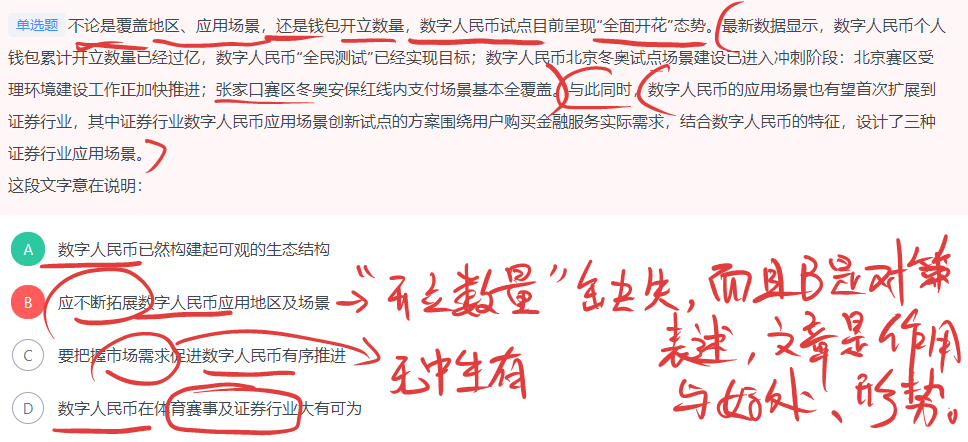 单选题 不论是覆盖地区、应用场景，还是钱包开立数量，数字人民币试点目前呈现“全面开花”态势。最新数据显示，数字人民币个人
钱包累计开立数量已经过亿，数字人民币“全民测试”已经实现目标；数字人民币北京冬奥试点场景建设已进入冲刺阶段：北京赛区受
理环境建设工作正加快推进；张家口赛区冬奥安保红线内支付场景基本全覆盖。与此同时，数字人民币的应用场景也有望首次扩展到
证券行业，其中证券行业数字人民币应用场景创新试点的方案围绕用户购买金融服务实际需求，结合数字人民币的特征，设计了三种
证券行业应用场景。
这段文字意在说明：
A 数字人民币已然构建起可观的生态结构
B 应不断拓展数字人民币应用地区及场景
“开立数量”缺失，而且B是对策
表述，文章是作用
与好处、形势。
C 要把握市场需求促进数字人民币有序推进
无中生有
D 数字人民币在体育赛事及证券行业大有可为